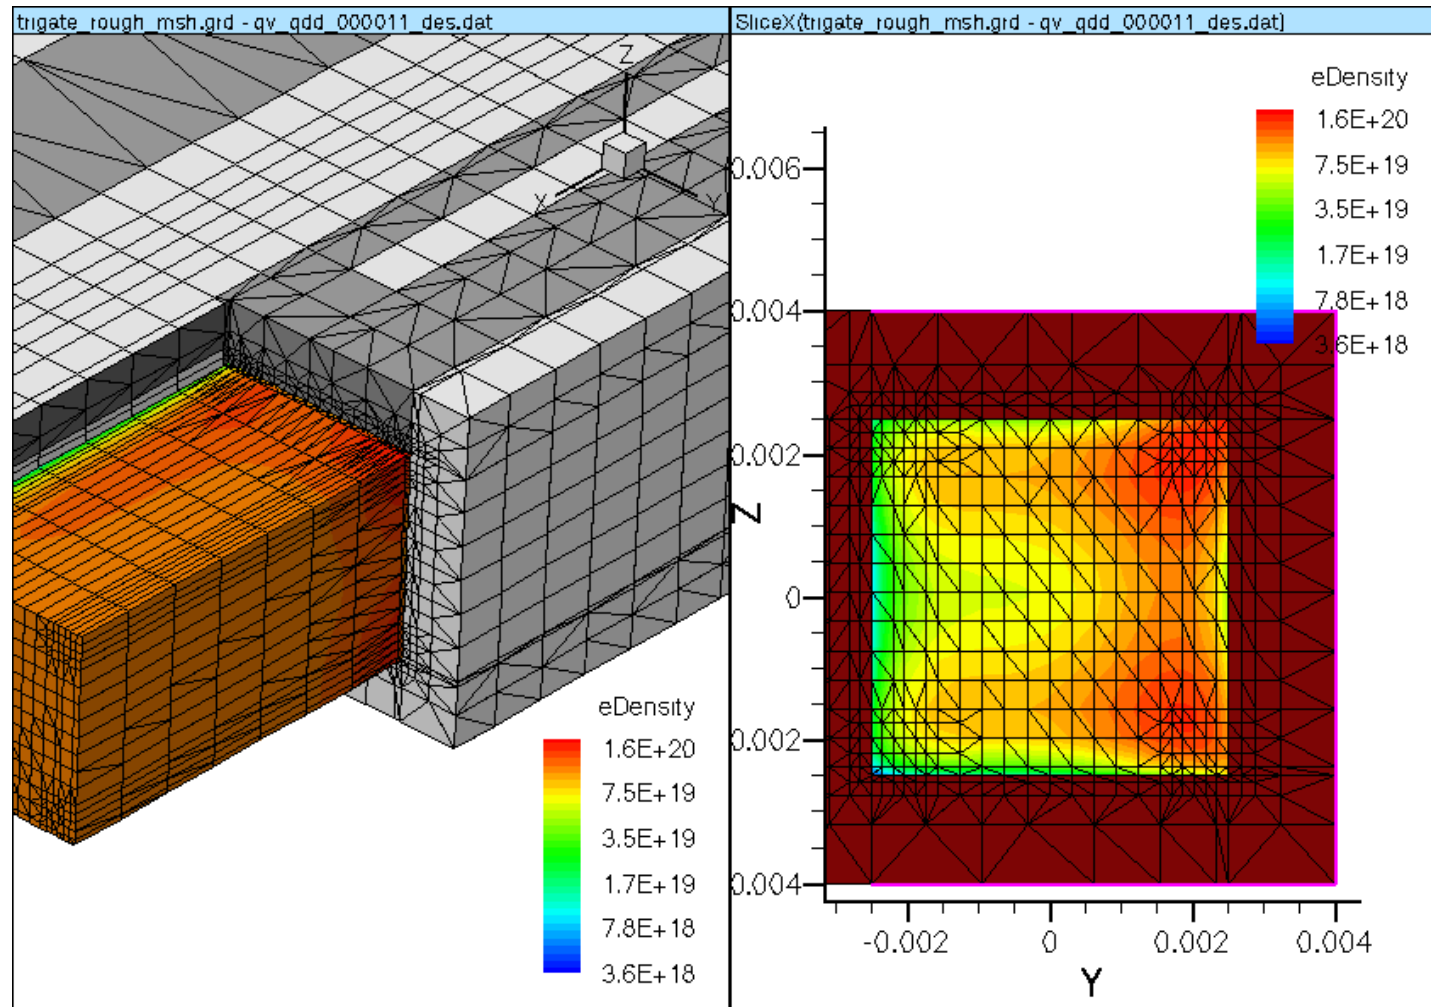 trigate_rough_msh.grd - qv_qdd_000011_des.dat
Z
X
Y
eDensity
1.6E+20
7.5E+19
3.5E+19
1.7E+19
7.8E+18
3.6E+18
SliceX(trigate_rough_msh.grd - qv_qdd_000011_des.dat)
eDensity
1.6E+20
7.5E+19
3.5E+19
1.7E+19
7.8E+18
3.6E+18
0.006
0.004
0.002
Z
0
0.002
0.004
-0.002
0
0.002
0.004
Y